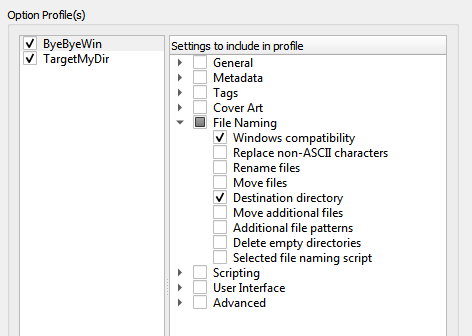 Option Profile(s)
ByeByeWin
TargetMyDir
Settings to include in profile
General
Metadata
Tags
Cover Art
File Naming
Windows compatibility
Replace non-ASCII characters
Rename files
Move files
Destination directory
Move additional files
Additional file patterns
Delete empty directories
Selected file naming script
Scripting
User Interface
Advanced